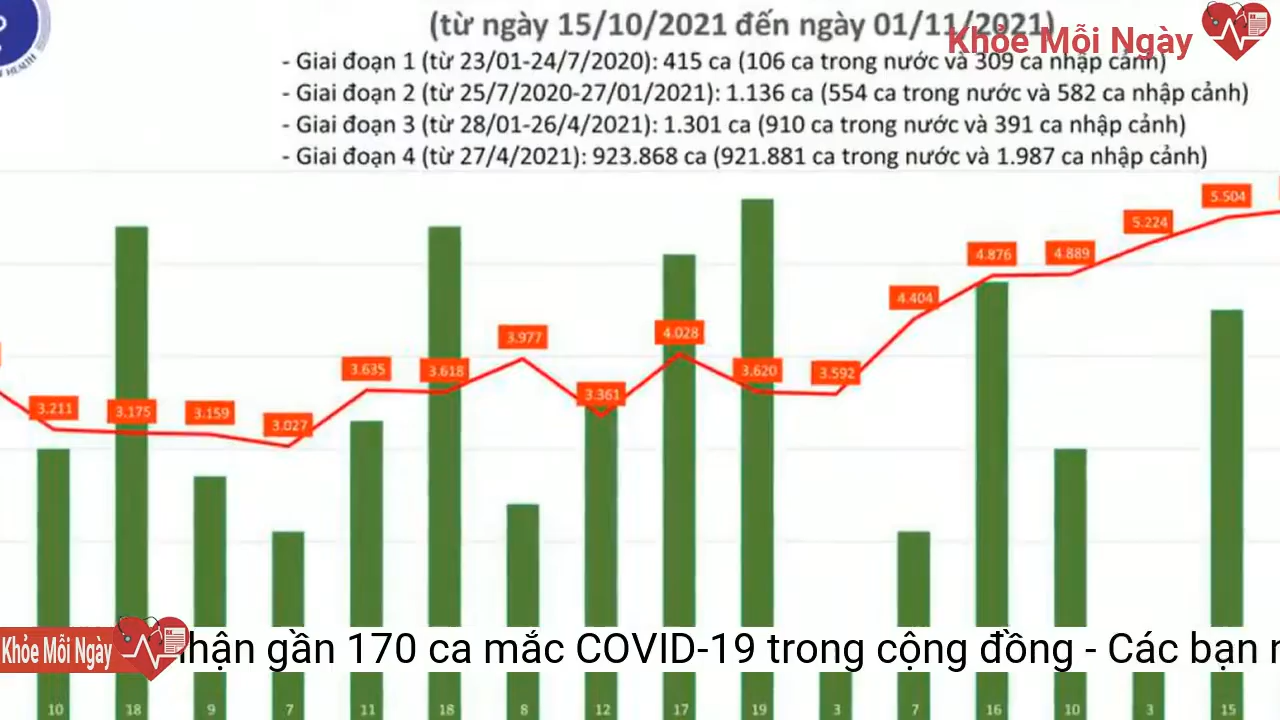 (từ ngày 15/10/2021 đến ngày 01/11/2021)
Khỏe Mỗi Ngày
- Giai đoạn 1 (từ 23/01-24/7/2020): 415 ca (106 ca trong nước và 309 ca nhập cảnh)
- Giai đoạn 2 (từ 25/7/2020-27/01/2021): 1.136 ca (554 ca trong nước và 582 ca nhập cảnh)
- Giai đoạn 3 (từ 28/01-26/4/2021): 1.301 ca (910 ca trong nước và 391 ca nhập cảnh)
- Giai đoạn 4 (từ 27/4/2021): 923.868 ca (921.881 ca trong nước và 1.987 ca nhập cảnh)
3.211 3.175 3.159 3.027 3.635 3.618 3.977 3.361 4.028 3.620 3.592 4.404 4.876 4.889 5.224 5.504
Khỏe Mỗi Ngày
hận gần 170 ca mắc COVID-19 trong cộng đồng - Các bạn
10 18 9 7 11 18 8 12 17 19 3 7 16 10 3 15